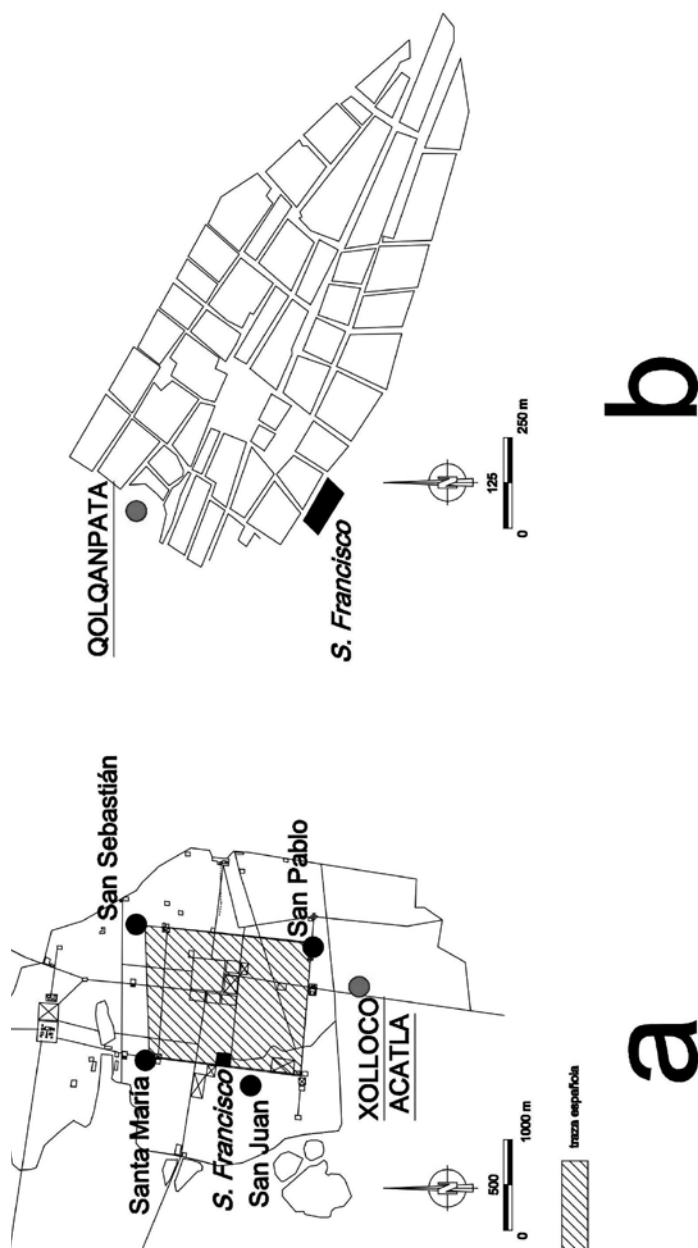 QOLQANPATA
S. Francisco
0 125 250 m
b
San Sebastián
Santa María
S. Francisco
San Juan
San Pablo
XOLLOCO
ACATLA
0 500 1000 m
traza española
a